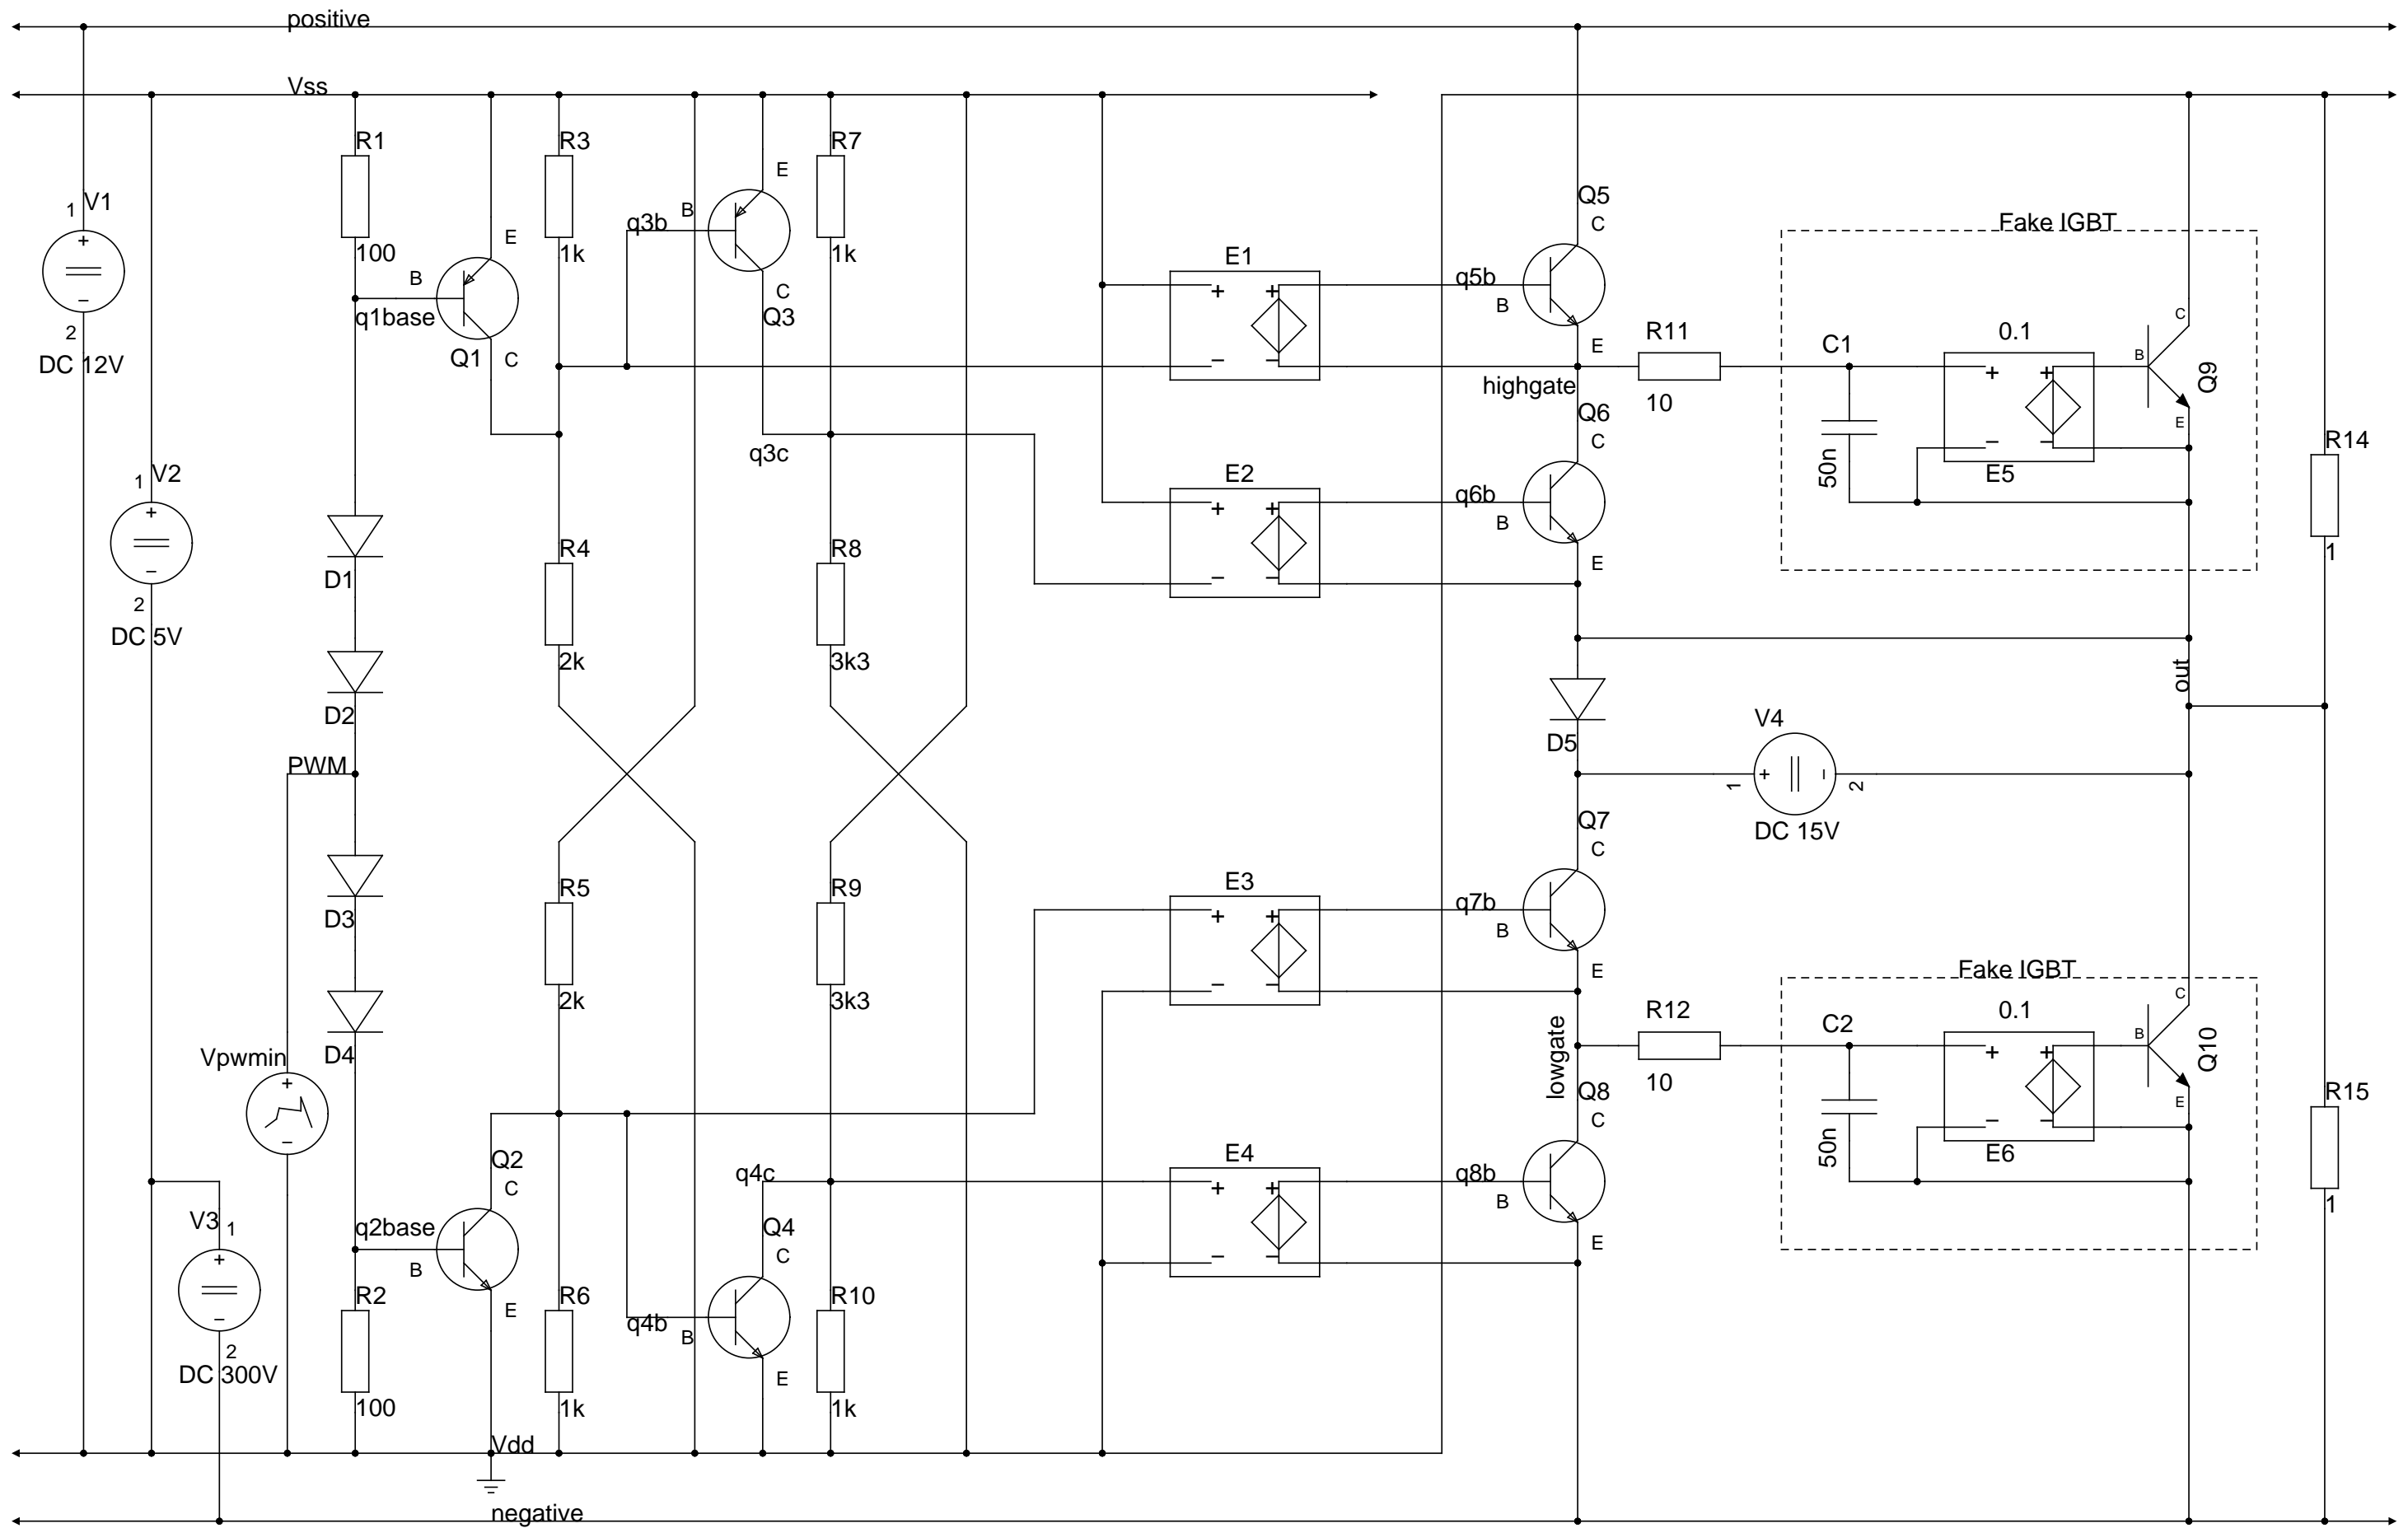 positive
Vss
R1
100
R3
1k
R7
1k
1 V1
+
−
2
DC 12V
q3b
B
E
C
Q3
Q5
C
q5b
B
E
Fake IGBT
E1
+ +
− −
R11
10
highgate
C1
50n
0.1
+ +
− −
E5
C
B
E
Q9
R14
1
B
E
q1base
Q1
C
q3c
1 V2
+
−
2
DC 5V
E2
+ +
− −
Q6
C
q6b
B
E
D1
R4
2k
R8
3k3
D2
out
D5
V4
1
+ −
2
DC 15V
PWM
D3
R5
2k
R9
3k3
E3
+ +
− −
Q7
C
q7b
B
E
Fake IGBT
lowgate
R12
10
C2
50n
0.1
+ +
− −
E6
C
B
E
Q10
R15
1
Vpwmin
+
−
D4
Q2
C
q2base
B
E
q4c
Q4
C
q4b
B
E
E4
+ +
− −
Q8
C
q8b
B
E
V3 1
+
−
2
DC 300V
R2
100
R6
1k
R10
1k
Vdd
negative